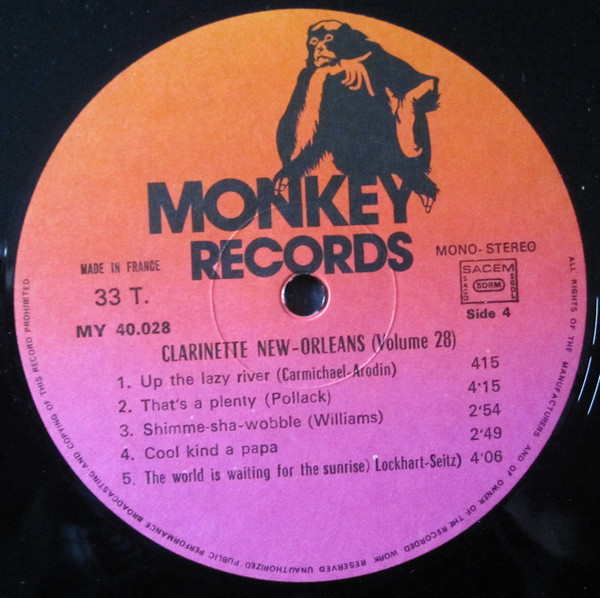 MONKEY
RECORDS
MADE IN FRANCE
33 T.
MY 40.028
MONO-STEREO
SACEM
SACD SDRM SGDL
Side 4
CLARINETTE NEW-ORLEANS (Volume 28)
1. Up the lazy river (Carmichael-Arodin) 415
2. That's a plenty (Pollack) 4'15
3. Shimme-sha-wobble (Williams) 2'54
4. Cool kind a papa 2'49
5. The world is waiting for the sunrise) Lockhart-Seitz) 4'06
ALL RIGHTS OF THE MANUFACTURERS AND OF OWNER OF THE RECORDED WORK RESERVED UNAUTHORIZED PUBLIC PERFORMANCE BROADCASTING AND COPYING OF THIS RECORD PROHIBITED.